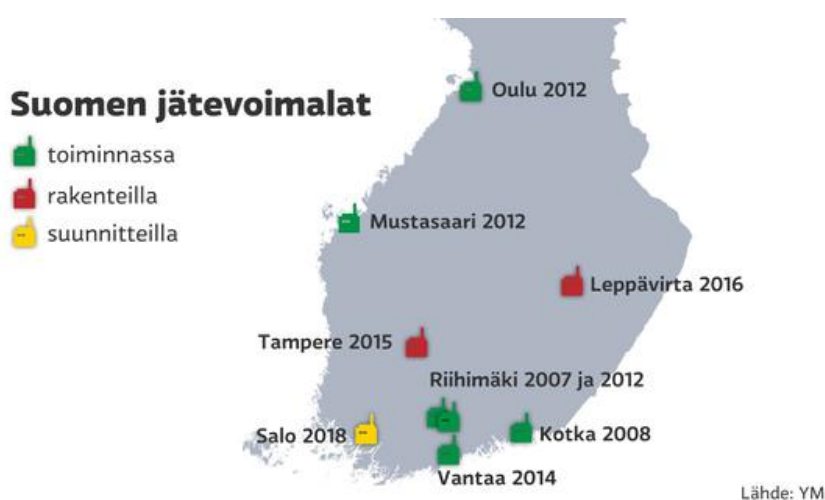 Suomen jätevoimalat
toiminnassa
rakenteilla
suunnitteilla
Oulu 2012
Mustasaari 2012
Leppävirta 2016
Tampere 2015
Riihimäki 2007 ja 2012
Salo 2018
Kotka 2008
Vantaa 2014
Lähde: YM